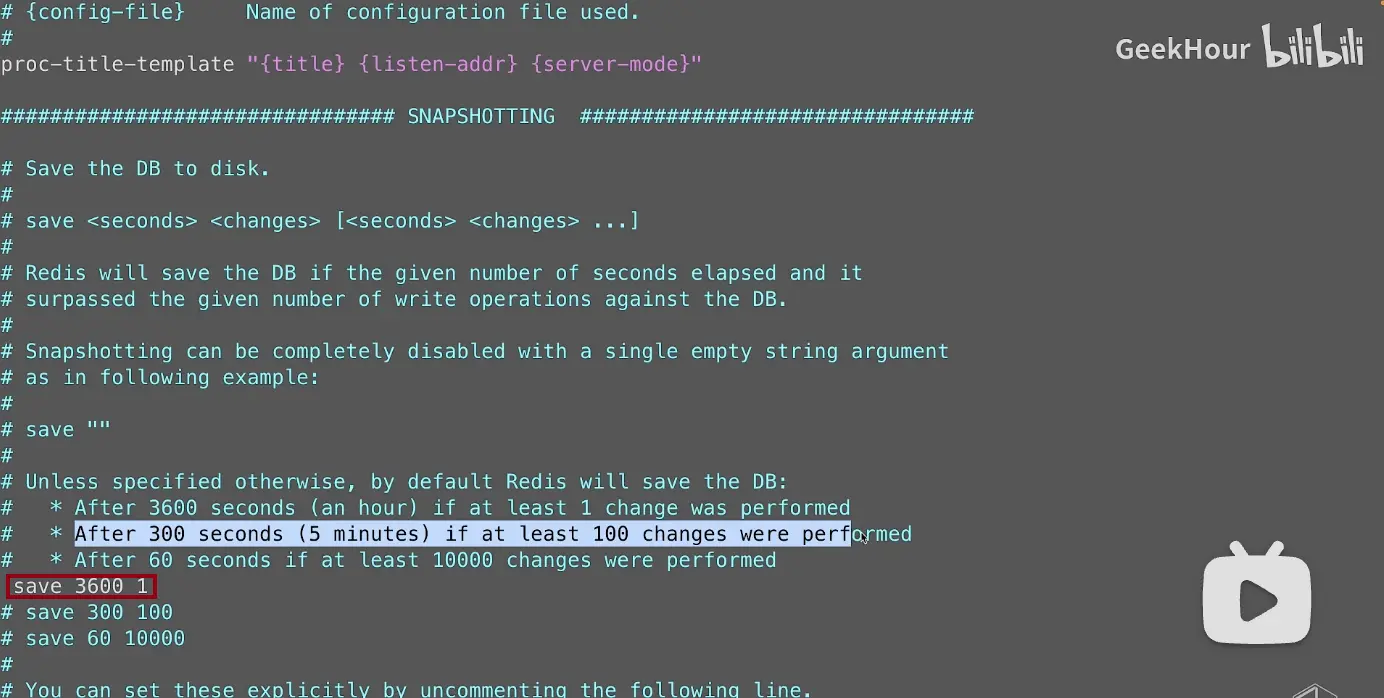 # {config-file}     Name of configuration file used.
#
proc-title-template "{title} {listen-addr} {server-mode}"
GeekHour bilibili
################################ SNAPSHOTTING  ################################
# Save the DB to disk.
#
# save <seconds> <changes> [<seconds> <changes> ...]
#
# Redis will save the DB if the given number of seconds elapsed and it
# surpassed the given number of write operations against the DB.
#
# Snapshotting can be completely disabled with a single empty string argument
# as in following example:
#
# save ""
#
# Unless specified otherwise, by default Redis will save the DB:
#   * After 3600 seconds (an hour) if at least 1 change was performed
#   * After 300 seconds (5 minutes) if at least 100 changes were performed
#   * After 60 seconds if at least 10000 changes were performed
save 3600 1
# save 300 100
# save 60 10000
#
# You can set these explicitly by uncommenting the following line.